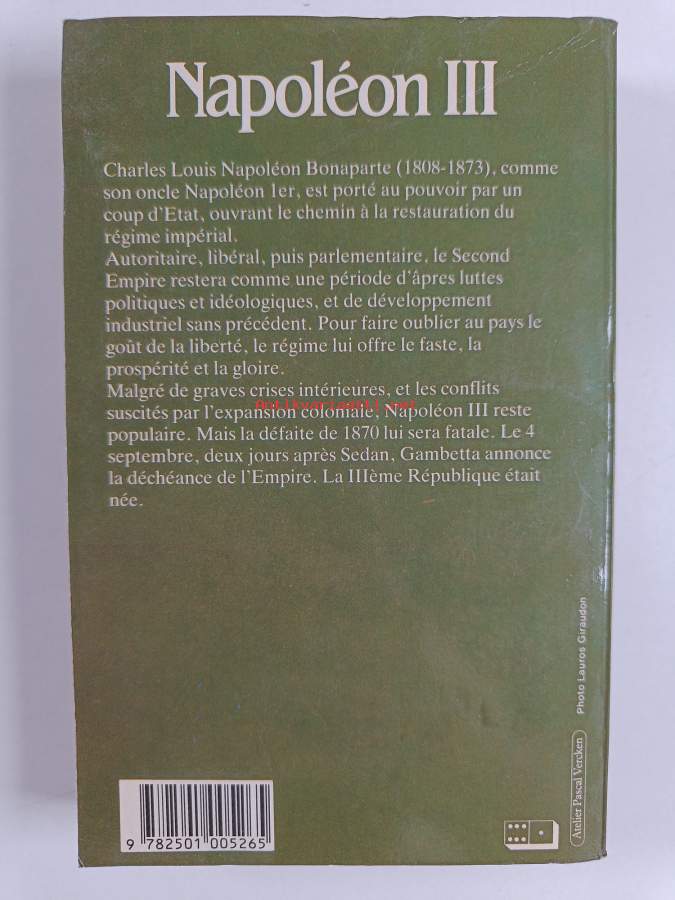 Napoléon III
Charles Louis Napoléon Bonaparte (1808-1873), comme
son oncle Napoléon 1er, est porté au pouvoir par un
coup d'Etat, ouvrant le chemin à la restauration du
régime impérial.
Autoritaire, libéral, puis parlementaire, le Second
Empire restera comme une période d'âpres luttes
politiques et idéologiques, et de développement
industriel sans précédent. Pour faire oublier au pays le
goût de la liberté, le régime lui offre le faste, la
prospérité et la gloire.
Malgré de graves crises intérieures, et les conflits
suscités par l'expansion coloniale, Napoléon III reste
populaire. Mais la défaite de 1870 lui sera fatale. Le 4
septembre, deux jours après Sedan, Gambetta annonce
la déchéance de l'Empire. La IIIème République était
née.
Photo Lauros Giraudon
Atelier Pascal Vercken
9 782501 005265